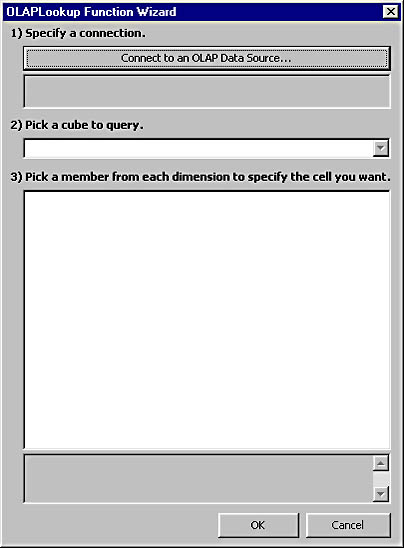 OLAPLookup Function Wizard
1) Specify a connection.
Connect to an OLAP Data Source...
2) Pick a cube to query.
3) Pick a member from each dimension to specify the cell you want.
OK
Cancel